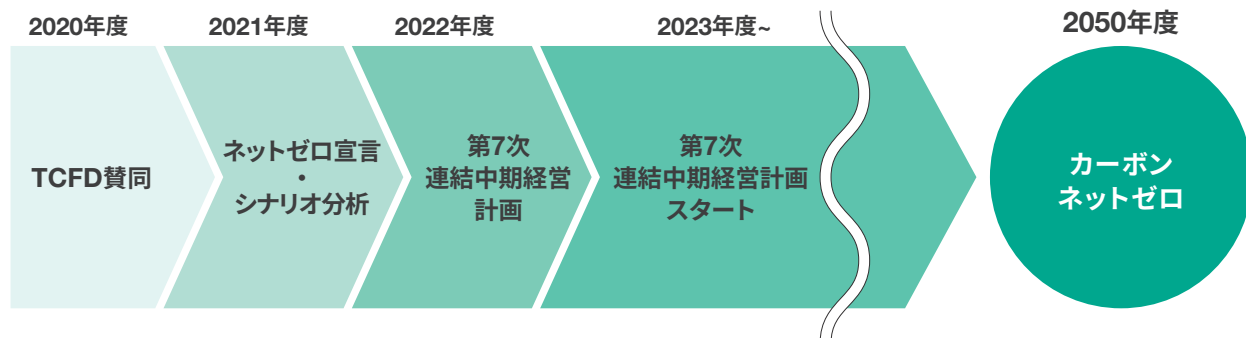 2020年度
2021年度
2022年度
2023年度~
2050年度
TCFD賛同
ネットゼロ宣言
・
シナリオ分析
第7次
連結中期経営
計画
第7次
連結中期経営計画
スタート
カーボン
ネットゼロ